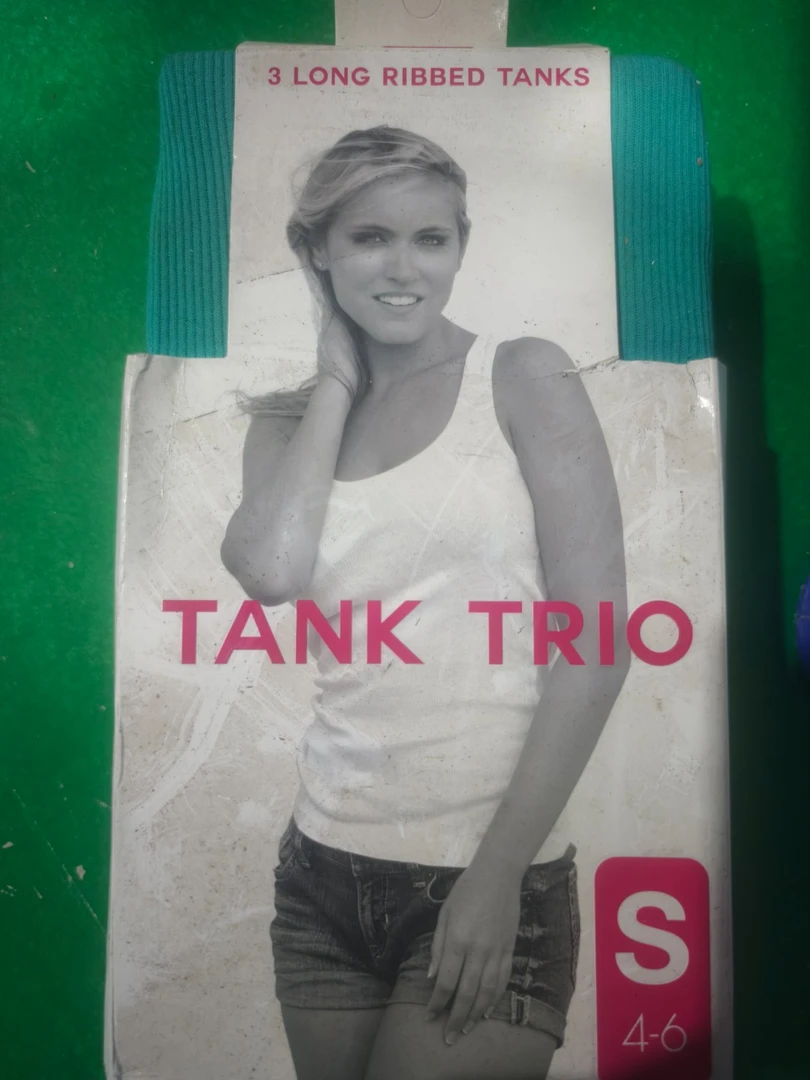 3 LONG RIBBED TANKS
TANK TRIO
S
4-6